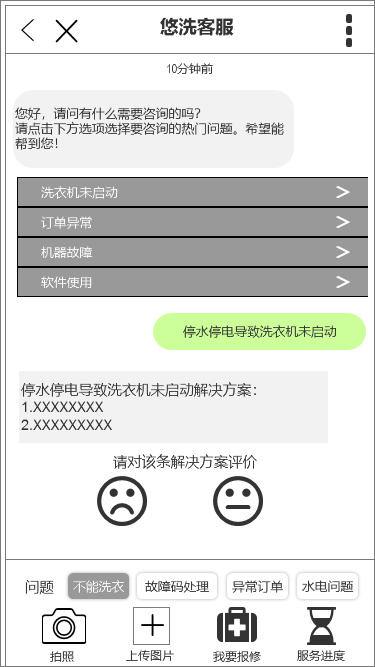 悠洗客服
10分钟前
您好，请问有什么需要咨询的吗？
请点击下方选项选择要咨询的热门问题。希望能
帮到您！
洗衣机未启动
订单异常
机器故障
软件使用
停水停电导致洗衣机未启动
停水停电导致洗衣机未启动解决方案：
1.XXXXXXXX
2.XXXXXXXXX
请对该条解决方案评价
问题 不能洗衣 故障码处理 异常订单 水电问题
拍照 上传图片 我要报修 服务进度